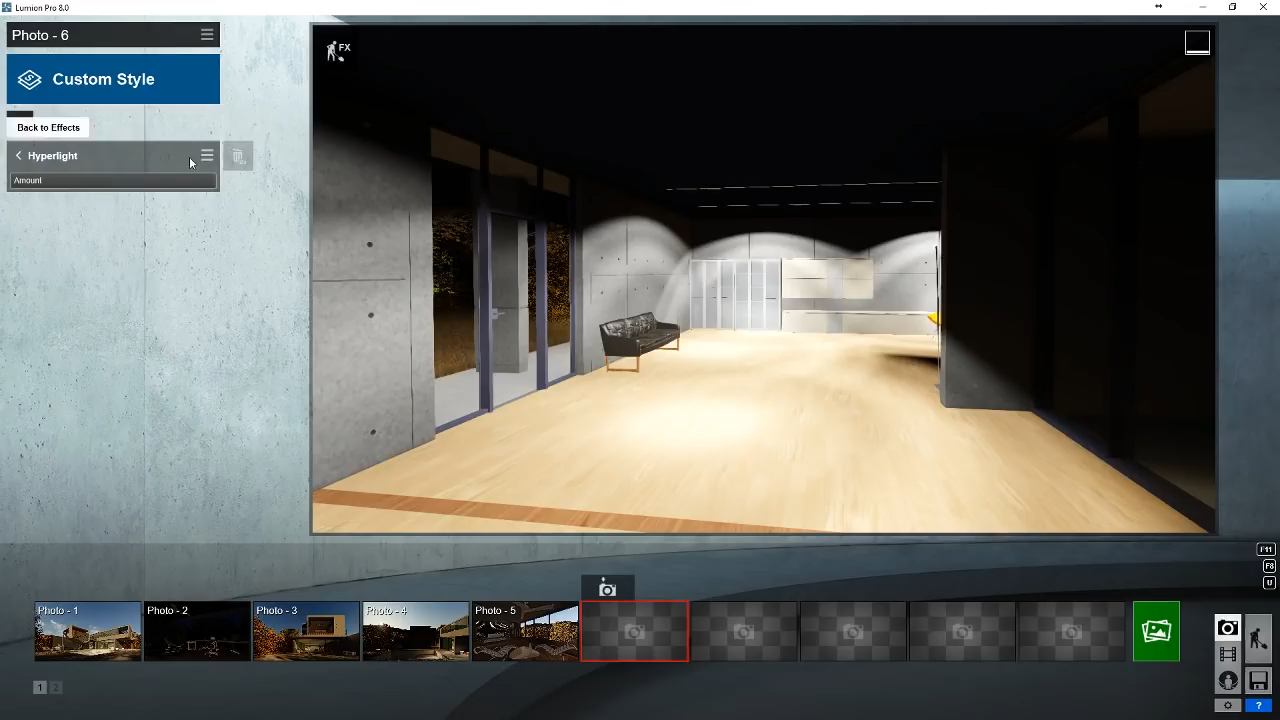 Lumion Pro 8.0
Photo - 6
FX
Custom Style
Back to Effects
Hyperlight
Amount
F11
F8
U
Photo - 1
Photo - 2
Photo - 3
Photo - 4
Photo - 5
1
2
?